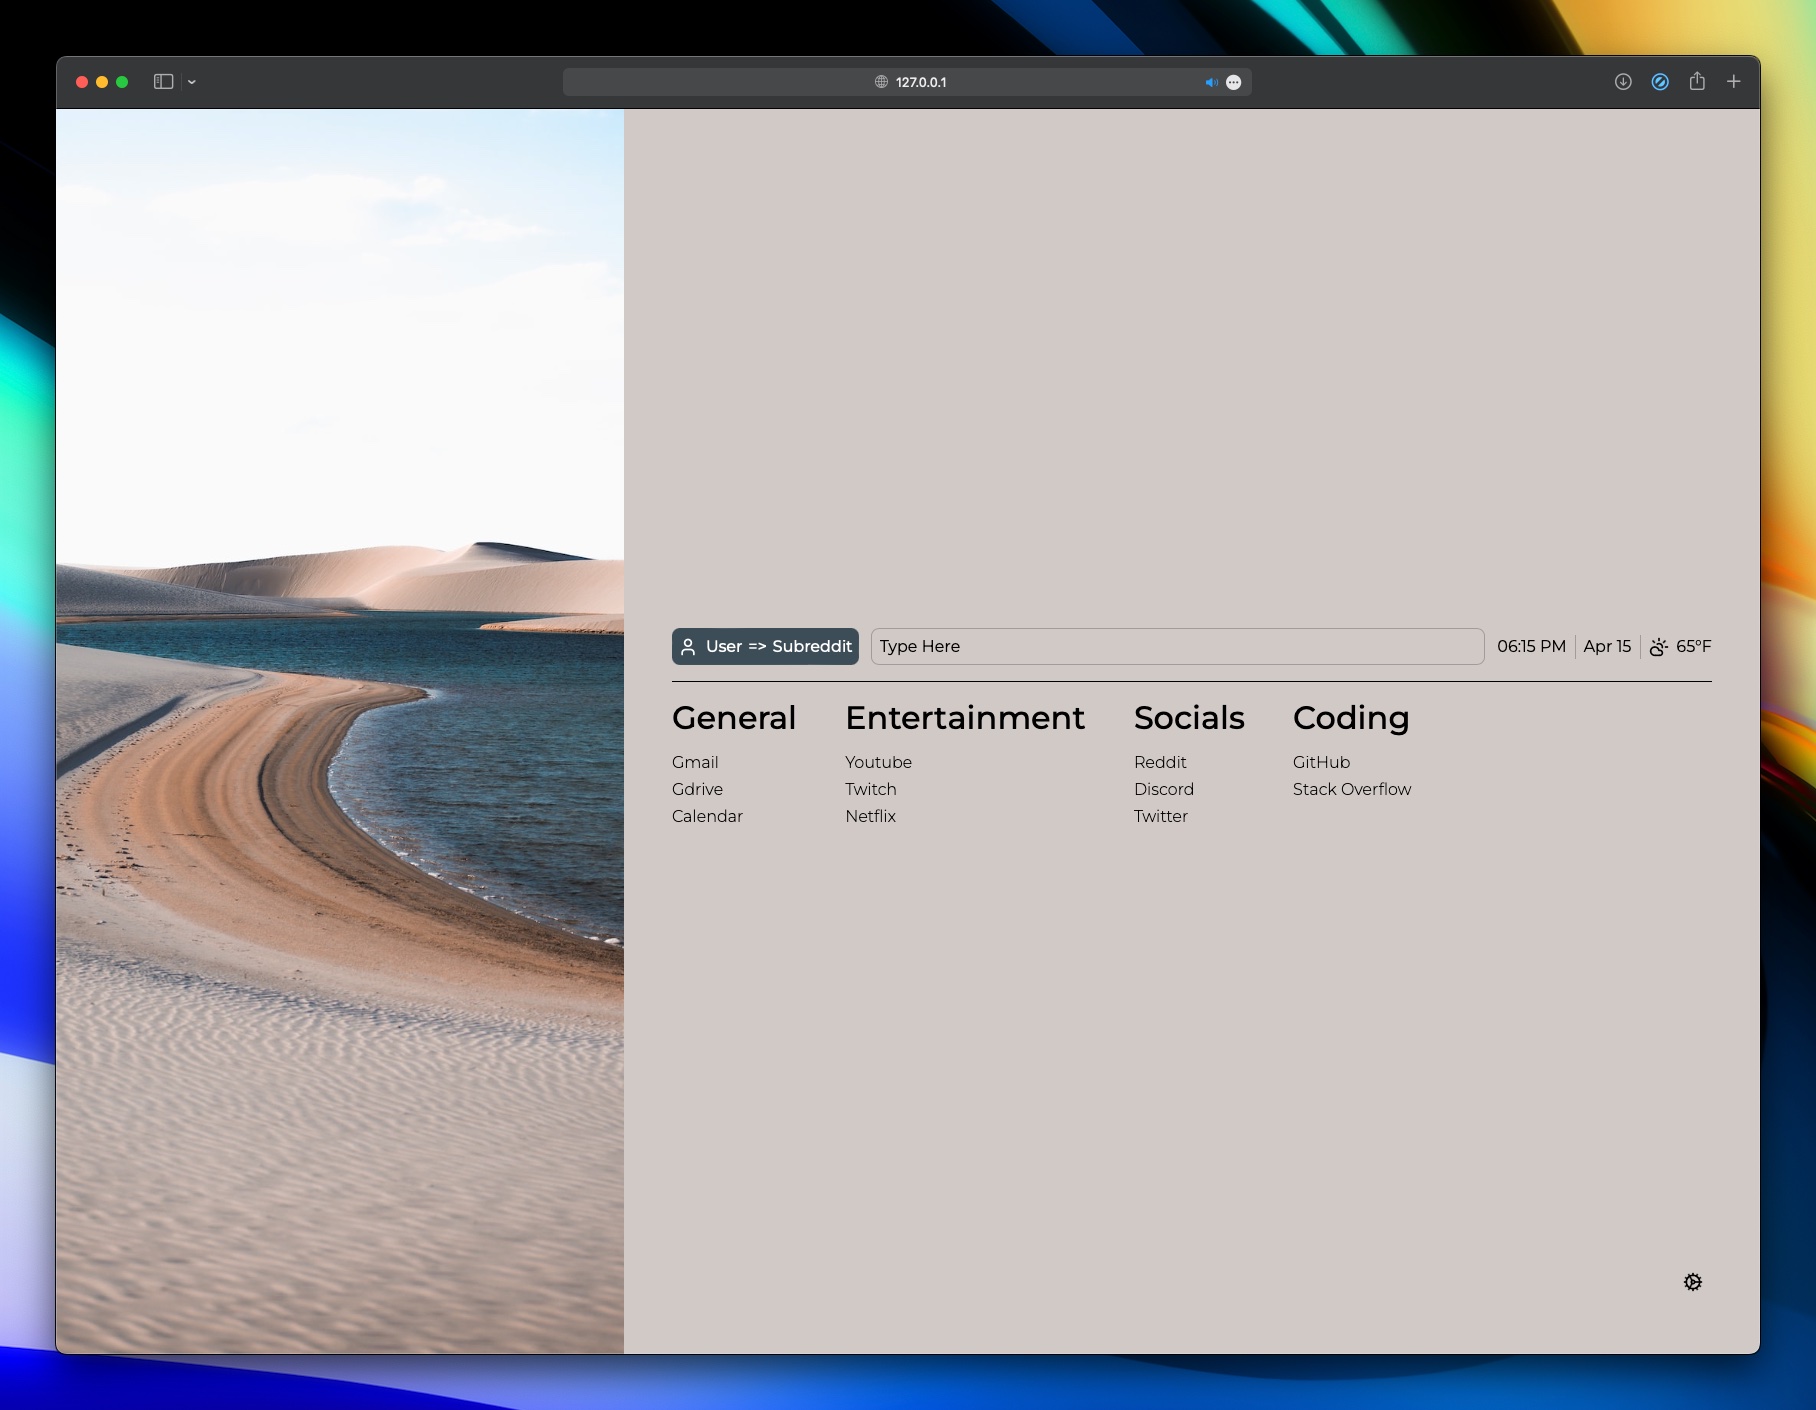 127.0.0.1
User => Subreddit Type Here 06:15 PM Apr 15 65°F
General Entertainment Socials Coding
Gmail Youtube Reddit GitHub
Gdrive Twitch Discord Stack Overflow
Calendar Netflix Twitter